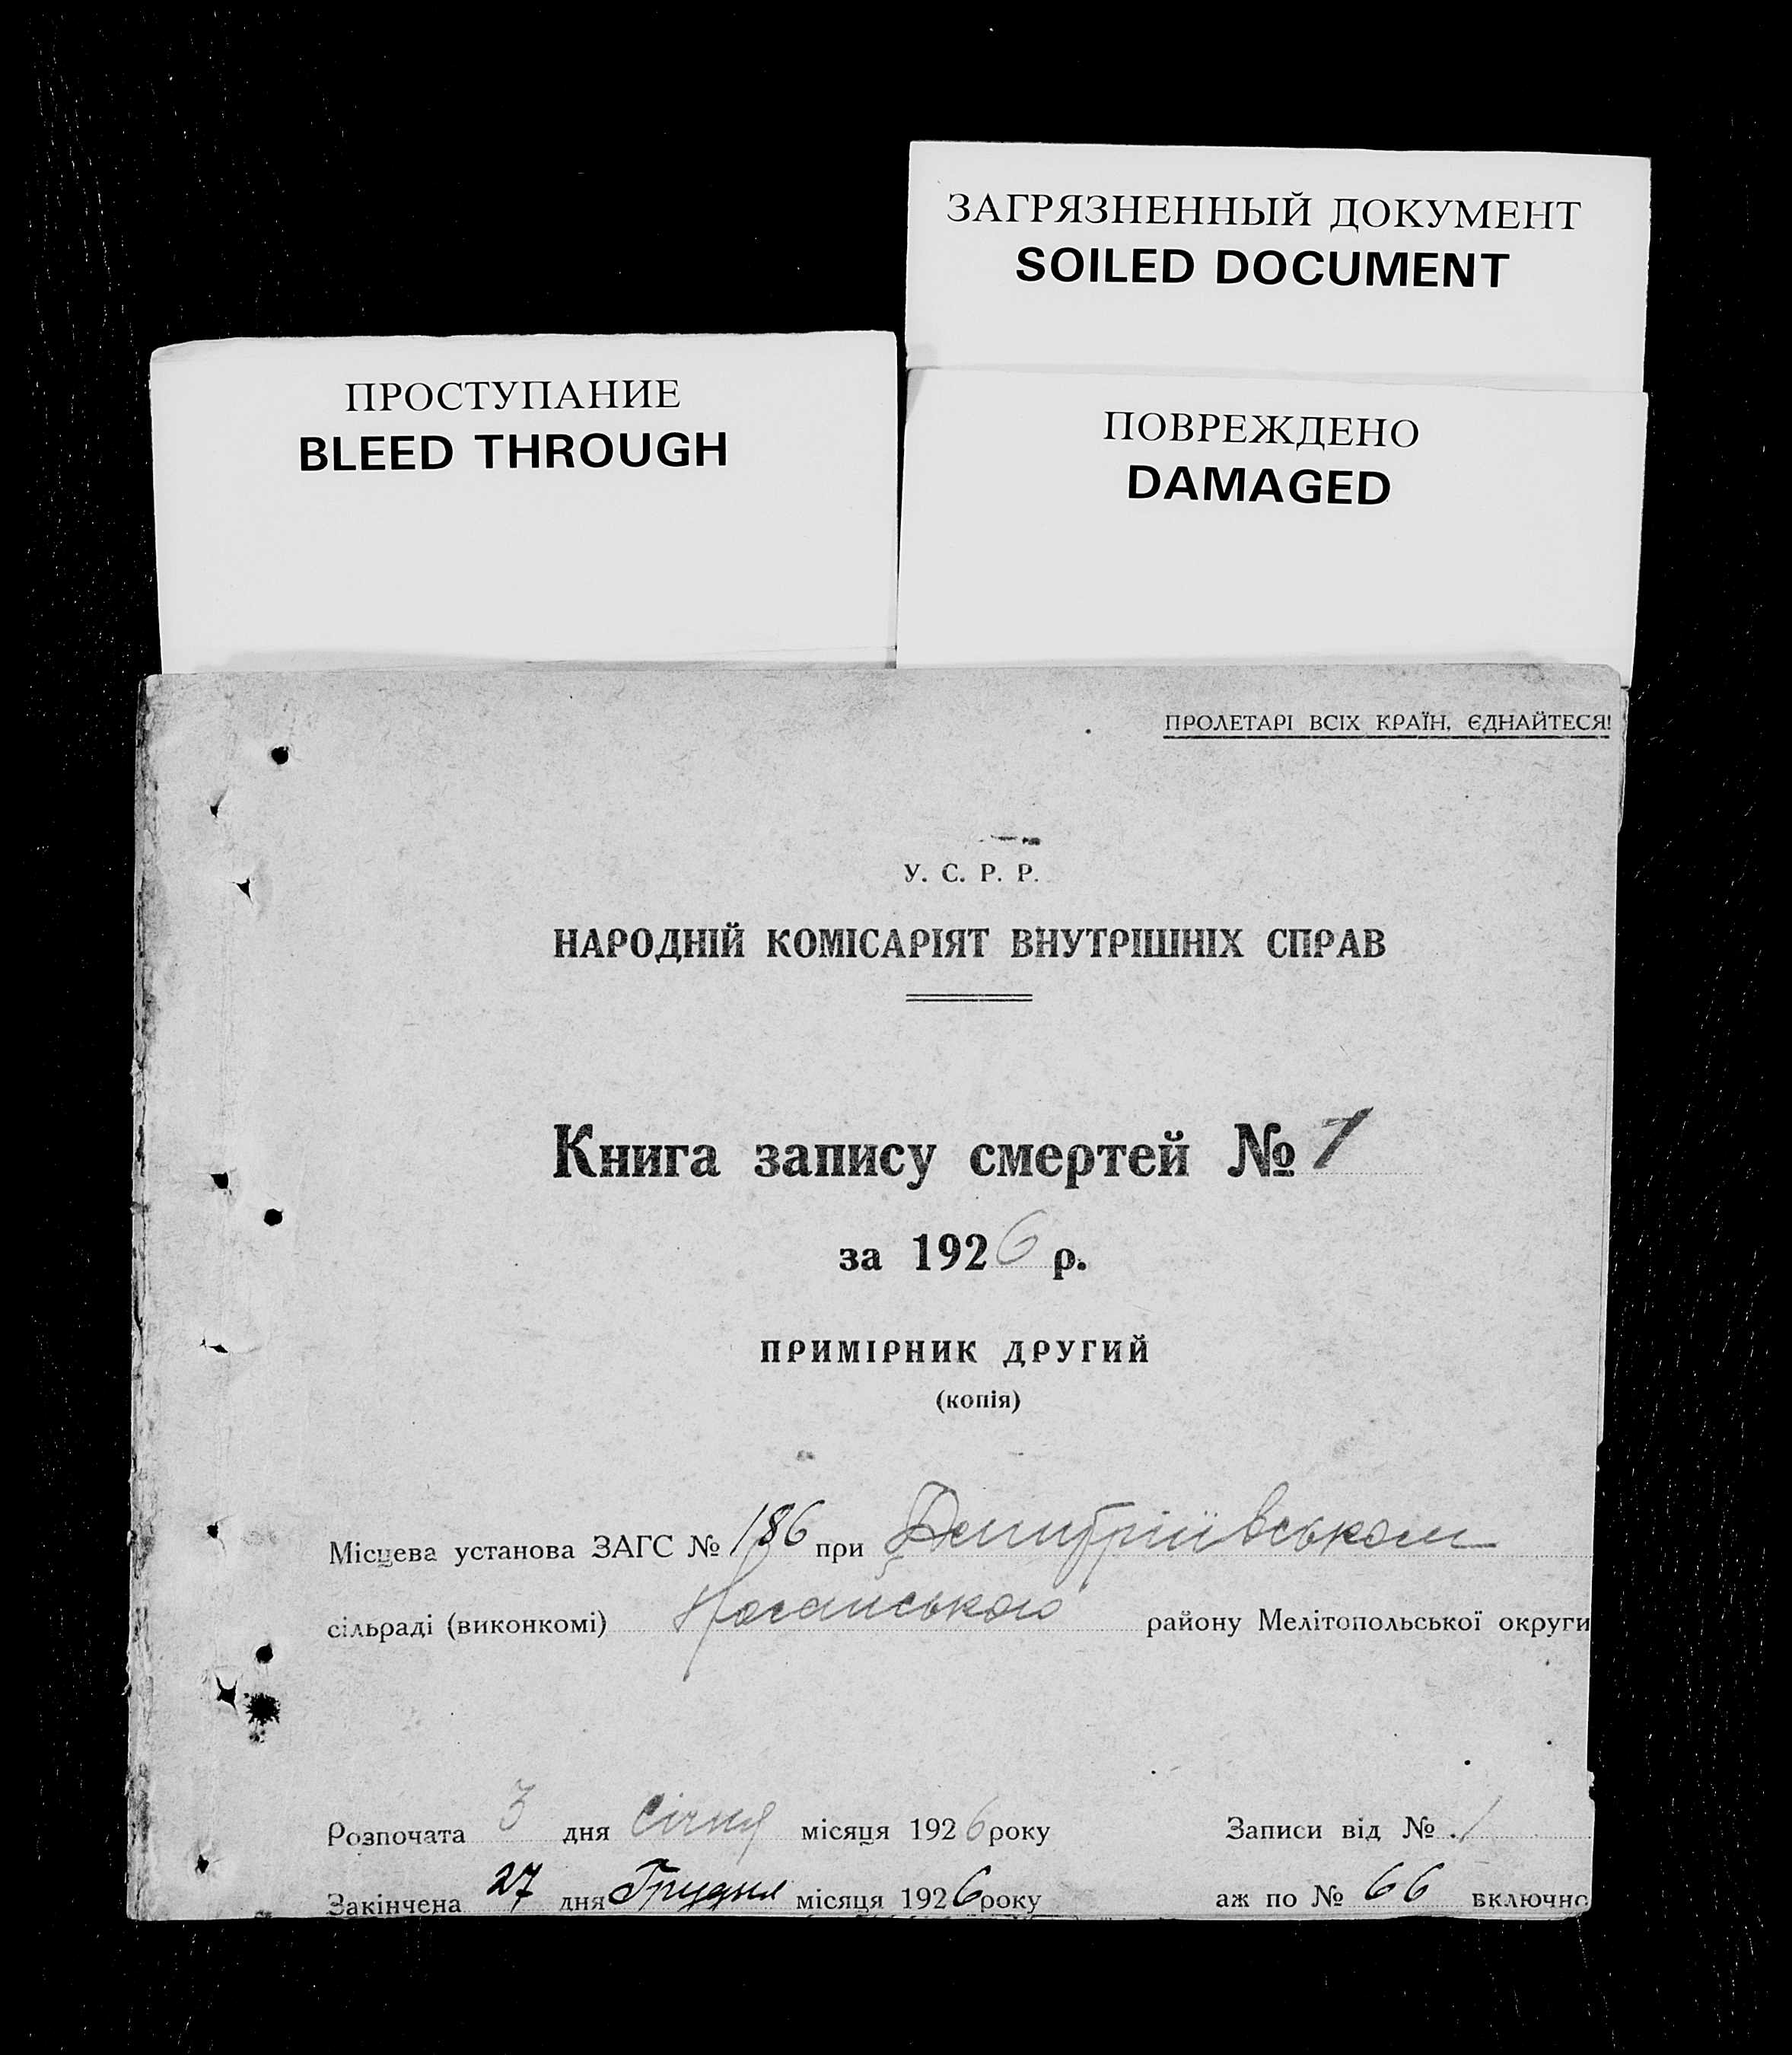 ЗАГРЯЗНЕННЫЙ ДОКУМЕНТ
SOILED DOCUMENT
ПРОСТУПАНИЕ
BLEED THROUGH
ПОВРЕЖДЕНО
DAMAGED
ПРОЛЕТАРІ ВСІХ КРАЇН, ЄДНАЙТЕСЯ!
У. С. Р. Р.
НАРОДНІЙ КОМІСАРІЯТ ВНУТРІШНІХ СПРАВ
Книга запису смертей № 1
за 1926 р.
ПРИМІРНИК ДРУГИЙ
(копія)
Місцева установа ЗАГС № 186 при Дмитріївськом
сільраді (виконкомі) Ногайського району Мелітопольської округи
Розпочата 3 дня Січня місяця 1926 року Записи від № 1
Закінчена 27 дня Грудня місяця 1926 року аж по № 66 включно